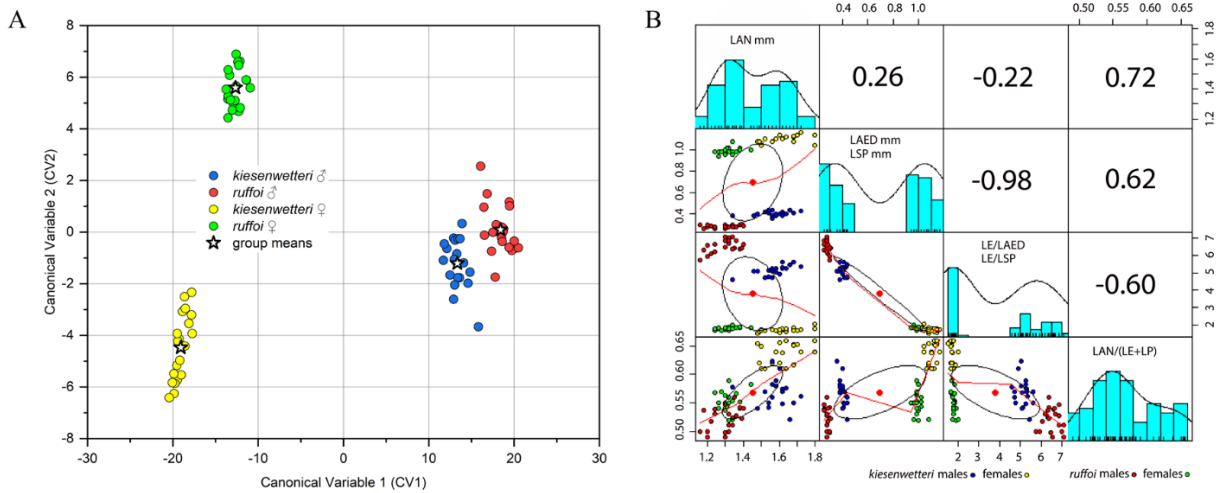 A
8
6
4
2
0
-2
-4
-6
-8
Canonical Variable 2 (CV2)
kiesenwetteri ♂
ruffoi ♂
kiesenwetteri ♀
ruffoi ♀
group means
-30 -20 -10 0 10 20 30
Canonical Variable 1 (CV1)
B
0.4 0.6 1.0
0.50 0.55 0.60 0.65
LAN mm
0.26
-0.22
0.72
1.2 1.4 1.5 1.6 1.8
0.4 0.6 0.8 1.0
LAED mm
LSP mm
-0.98
0.62
LE/LAED
LE/LSP
-0.60
2 3 4 5 6 7
0.50 0.55 0.60 0.65
LAN/(LE+LP)
1.2 1.4 1.6 1.8
2 3 4 5 6 7
kiesenwetteri males females
ruffoi males females